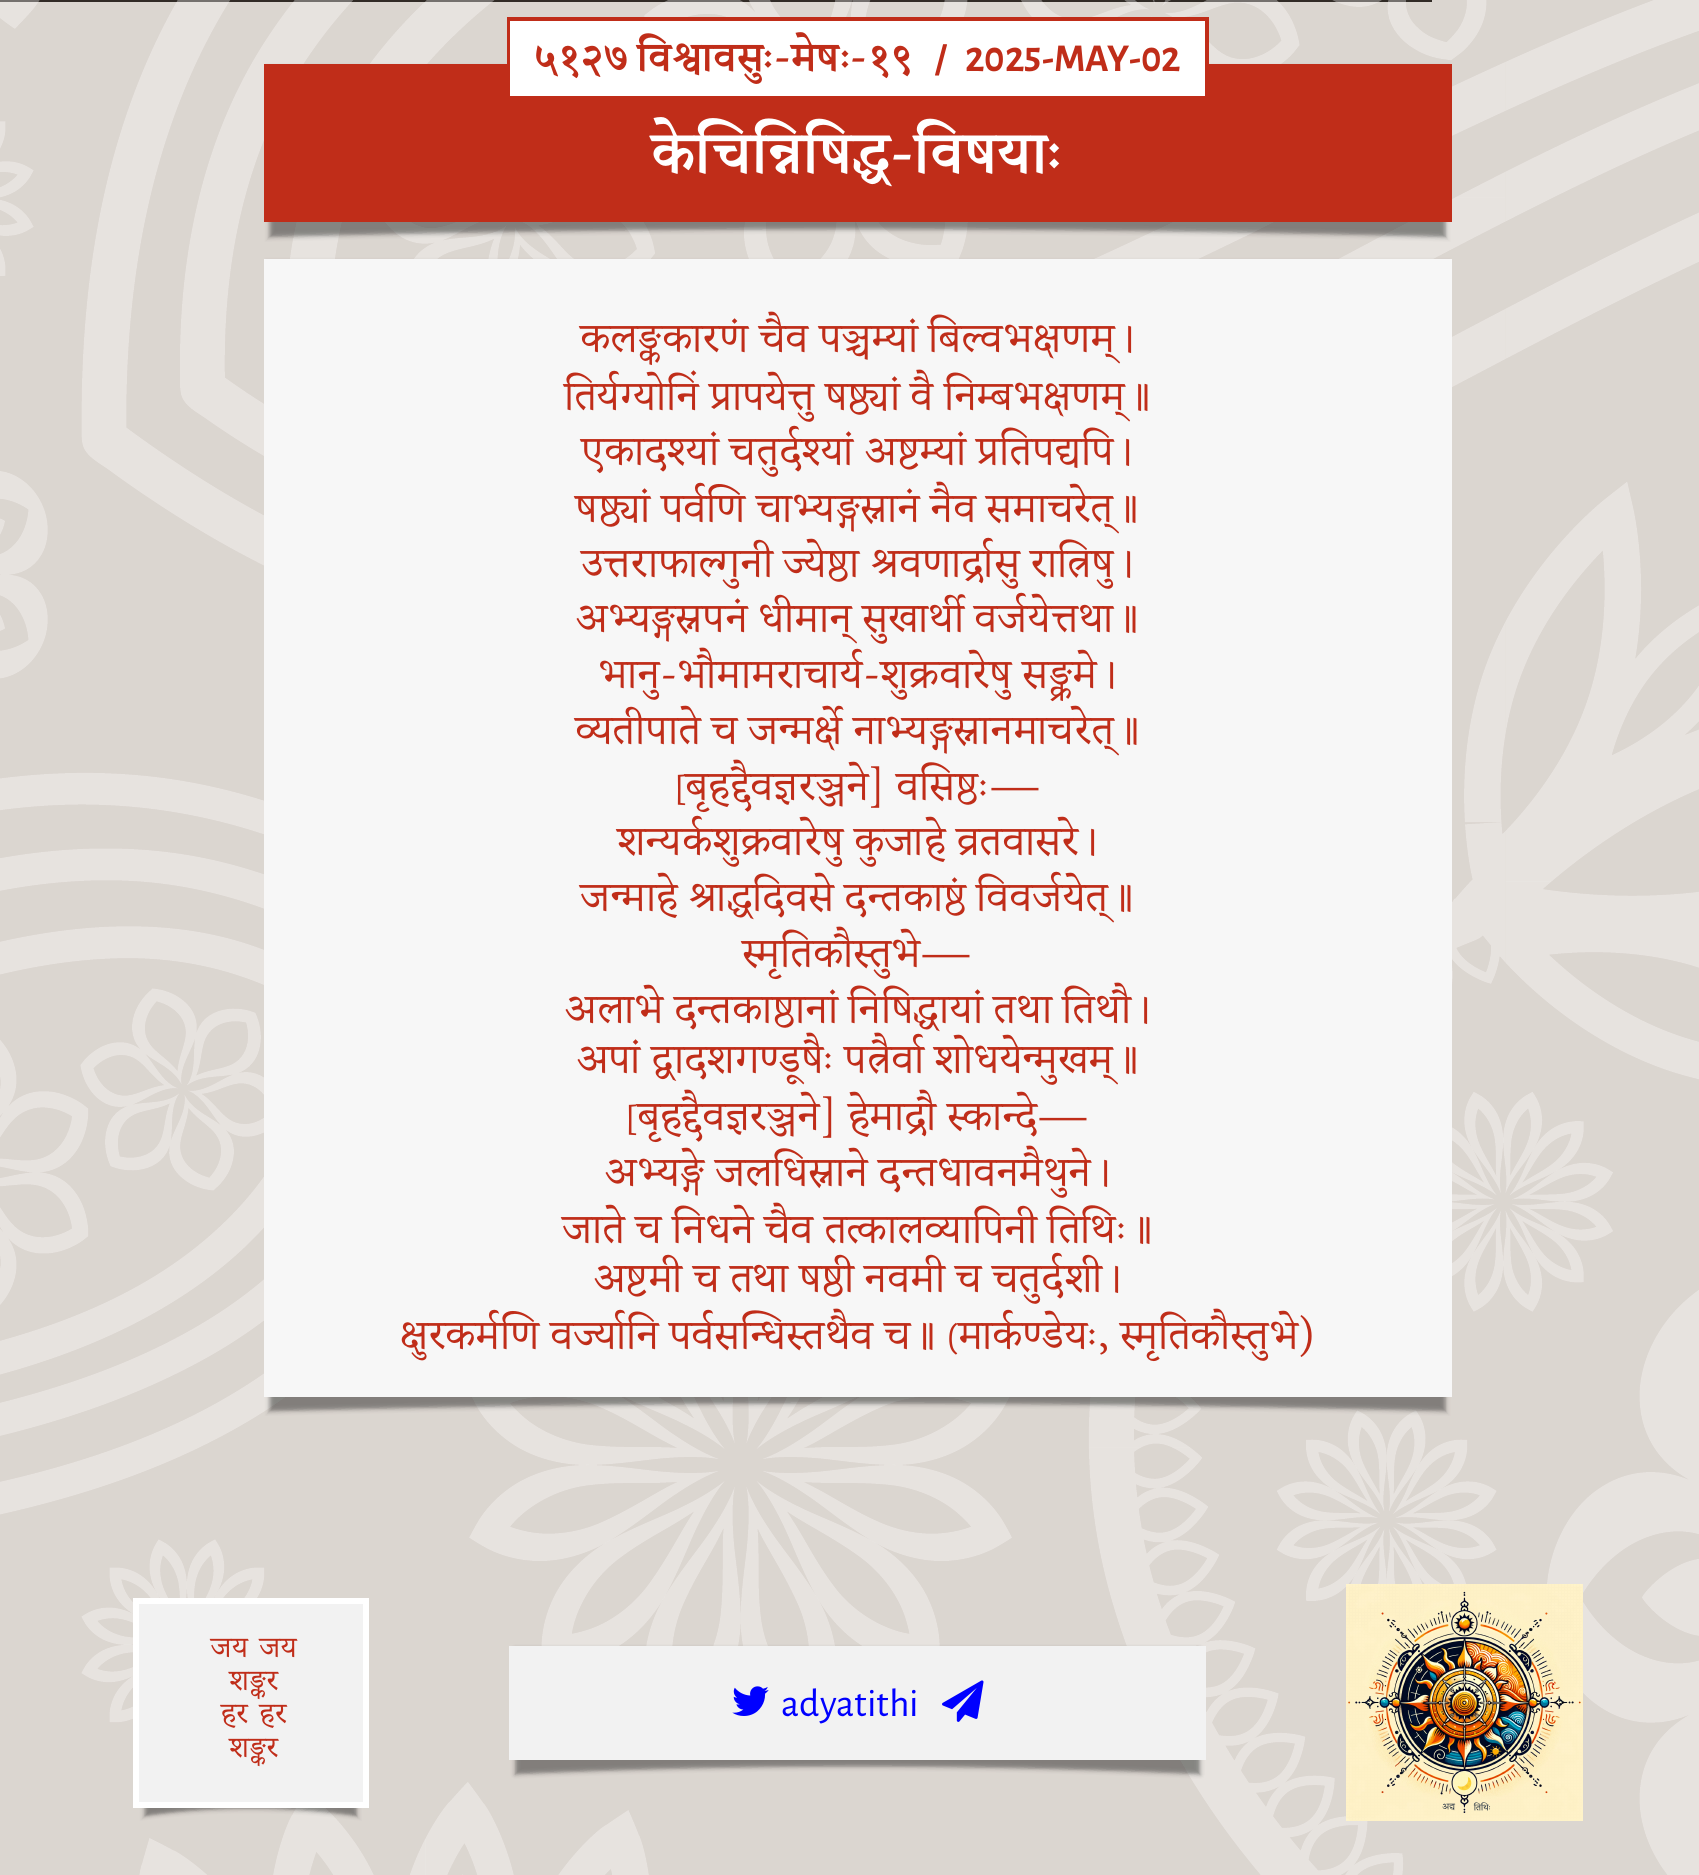 ५१२७ विश्वावसुः-मेषः-१९ / 2025-MAY-02
केचिन्निषिद्ध-विषयाः
कलङ्ककारणं चैव पञ्चम्यां बिल्वभक्षणम्।
तिर्यग्योनिं प्रापयेत्तु षष्ठ्यां वै निम्बभक्षणम्॥
एकादश्यां चतुर्दश्यां अष्टम्यां प्रतिपद्यपि।
षष्ठ्यां पर्वणि चाभ्यङ्गस्नानं नैव समाचरेत्॥
उत्तराफाल्गुनी ज्येष्ठा श्रवणार्द्रासु रात्रिषु।
अभ्यङ्गस्नपनं धीमान् सुखार्थी वर्जयेत्तथा॥
भानु-भौमामराचार्य-शुक्रवारेषु सङ्क्रमे।
व्यतीपाते च जन्मर्क्षे नाभ्यङ्गस्नानमाचरेत्॥
[बृहद्दैवज्ञरञ्जने] वसिष्ठः—
शन्यर्कशुक्रवारेषु कुजाहे व्रतवासरे।
जन्माहे श्राद्धदिवसे दन्तकाष्ठं विवर्जयेत्॥
स्मृतिकौस्तुभे—
अलाभे दन्तकाष्ठानां निषिद्धायां तथा तिथौ।
अपां द्वादशगण्डूषैः पत्रैर्वा शोधयेन्मुखम्॥
[बृहद्दैवज्ञरञ्जने] हेमाद्रौ स्कान्दे—
अभ्यङ्गे जलधिस्नाने दन्तधावनमैथुने।
जाते च निधने चैव तत्कालव्यापिनी तिथिः॥
अष्टमी च तथा षष्ठी नवमी च चतुर्दशी।
क्षुरकर्मणि वर्ज्यानि पर्वसन्धिस्तथैव च॥ (मार्कण्डेयः, स्मृतिकौस्तुभे)
जय जय
शङ्कर
हर हर
शङ्कर
adyatithi
अद्य तिथिः